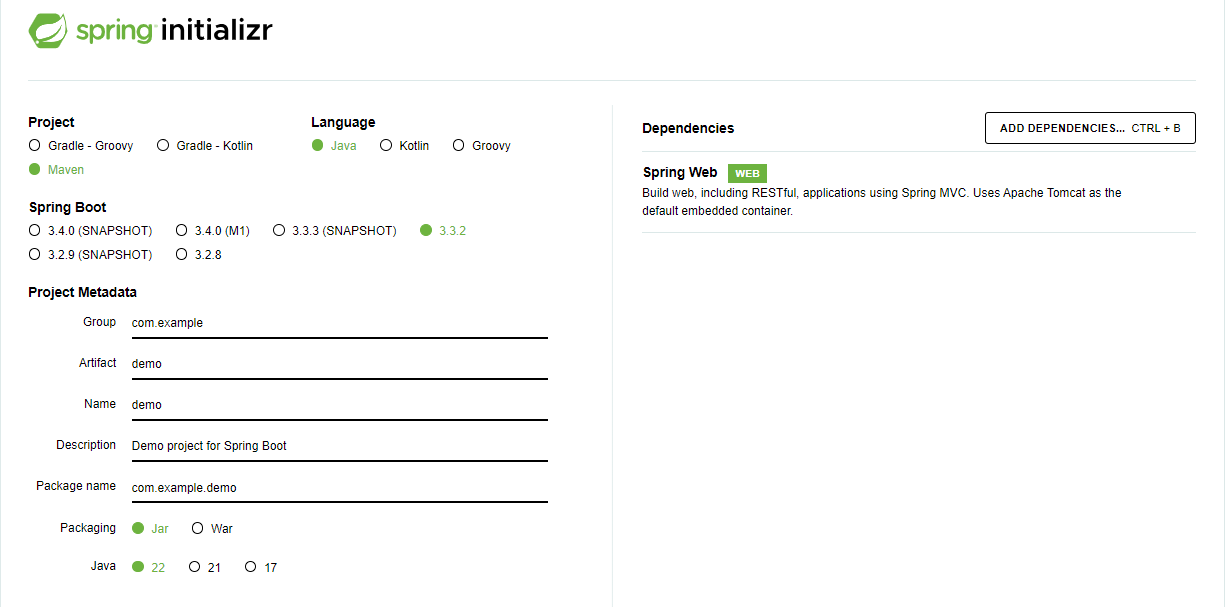 spring initializr
Project
Gradle - Groovy Gradle - Kotlin
Maven
Language
Java Kotlin Groovy
Spring Boot
3.4.0 (SNAPSHOT) 3.4.0 (M1) 3.3.3 (SNAPSHOT) 3.3.2
3.2.9 (SNAPSHOT) 3.2.8
Project Metadata
Group com.example
Artifact demo
Name demo
Description Demo project for Spring Boot
Package name com.example.demo
Packaging Jar War
Java 22 21 17
Dependencies ADD DEPENDENCIES... CTRL + B
Spring Web WEB
Build web, including RESTful, applications using Spring MVC. Uses Apache Tomcat as the
default embedded container.